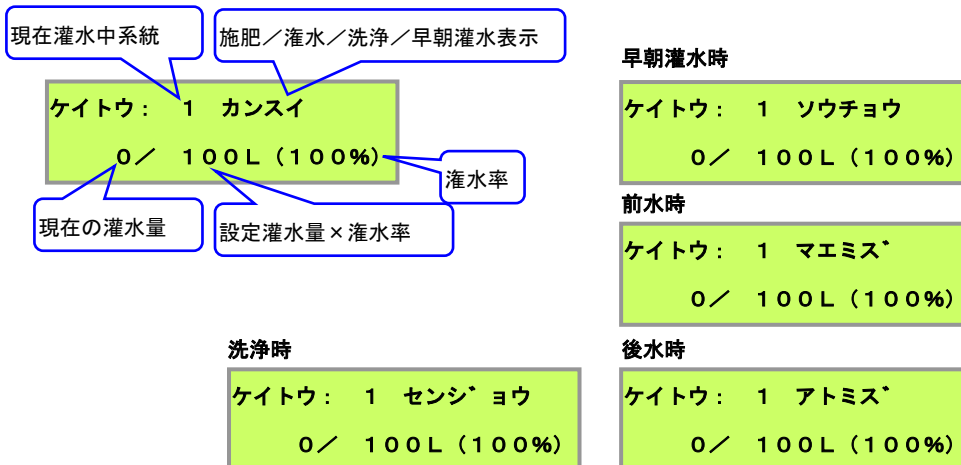 現在灌水中系統
施肥／潅水／洗浄／早朝灌水表示
ケイトウ： １ カンスイ
０／ １００Ｌ（１００％）
潅水率
現在の灌水量
設定灌水量×潅水率
早朝灌水時
ケイトウ： １ ソウチョウ
０／ １００Ｌ（１００％）
前水時
ケイトウ： １ マエミズ
０／ １００Ｌ（１００％）
洗浄時
ケイトウ： １ センジョウ
０／ １００Ｌ（１００％）
後水時
ケイトウ： １ アトミズ
０／ １００Ｌ（１００％）